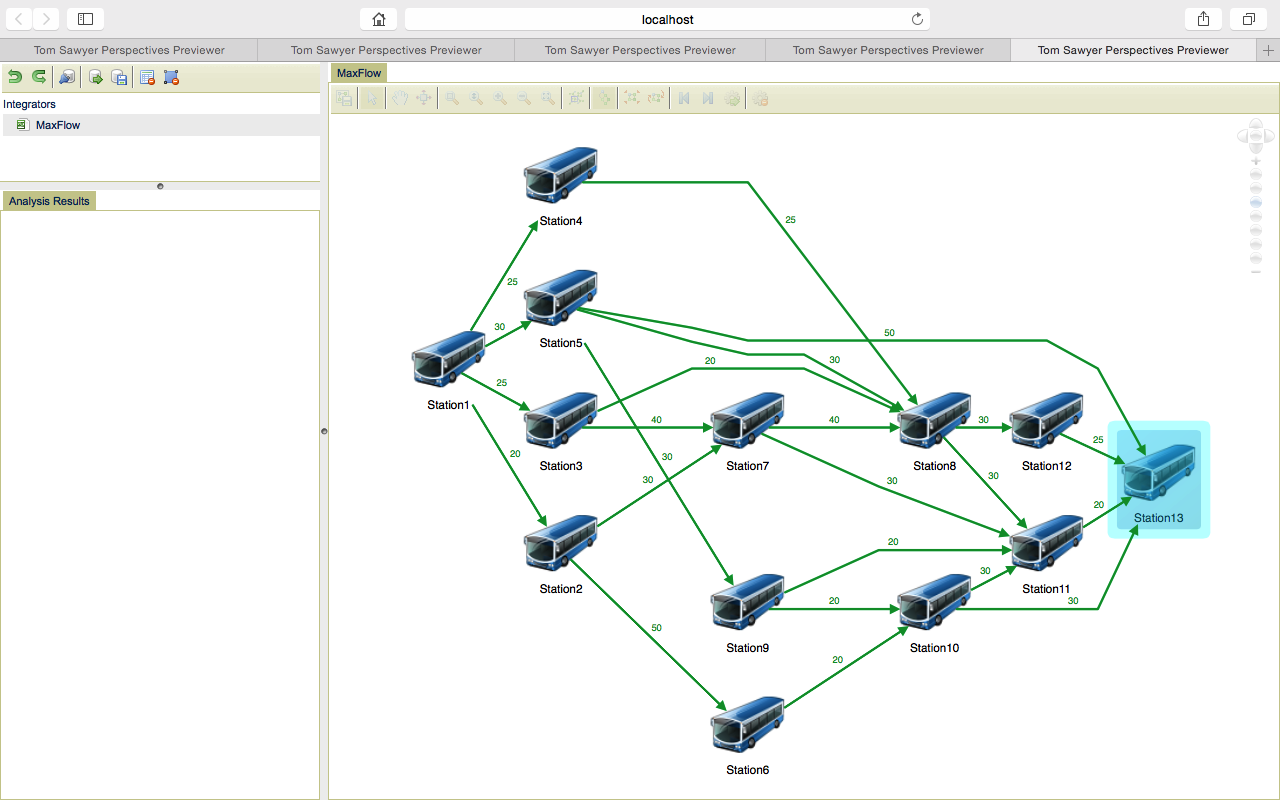 localhost
Tom Sawyer Perspectives Previewer
Tom Sawyer Perspectives Previewer
Tom Sawyer Perspectives Previewer
Tom Sawyer Perspectives Previewer
Tom Sawyer Perspectives Previewer
Integrators
MaxFlow
Analysis Results
MaxFlow
Station4
25
25
30
Station5
50
30
20
25
Station1
40
40
30
25
Station3
30
Station7
Station8
Station12
20
30
30
30
20
Station13
Station2
20
Station11
30
20
30
50
Station9
Station10
20
Station6